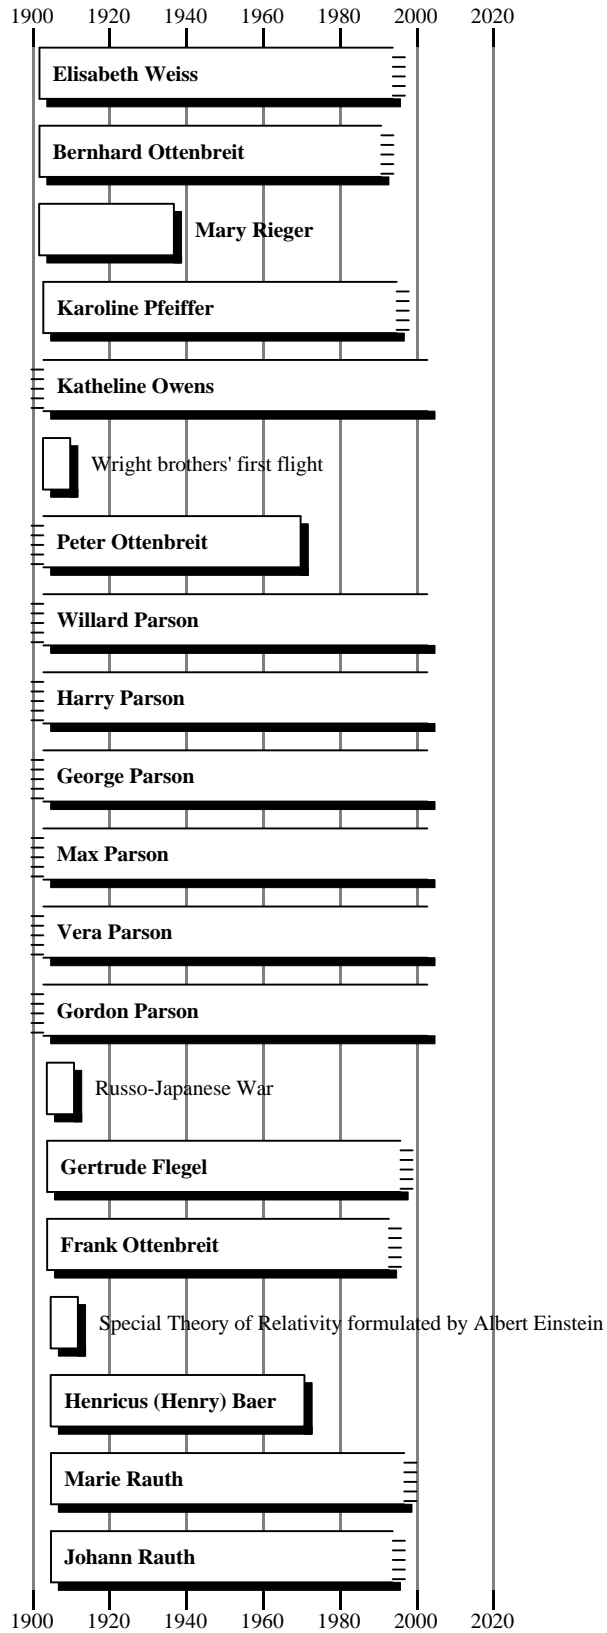 1900 1920 1940 1960 1980 2000 2020
Elisabeth Weiss
Bernhard Ottenbreit
Mary Rieger
Karoline Pfeiffer
Katheline Owens
Wright brothers' first flight
Peter Ottenbreit
Willard Parson
Harry Parson
George Parson
Max Parson
Vera Parson
Gordon Parson
Russo-Japanese War
Gertrude Flegel
Frank Ottenbreit
Special Theory of Relativity formulated by Albert Einstein
Henricus (Henry) Baer
Marie Rauth
Johann Rauth
1900 1920 1940 1960 1980 2000 2020